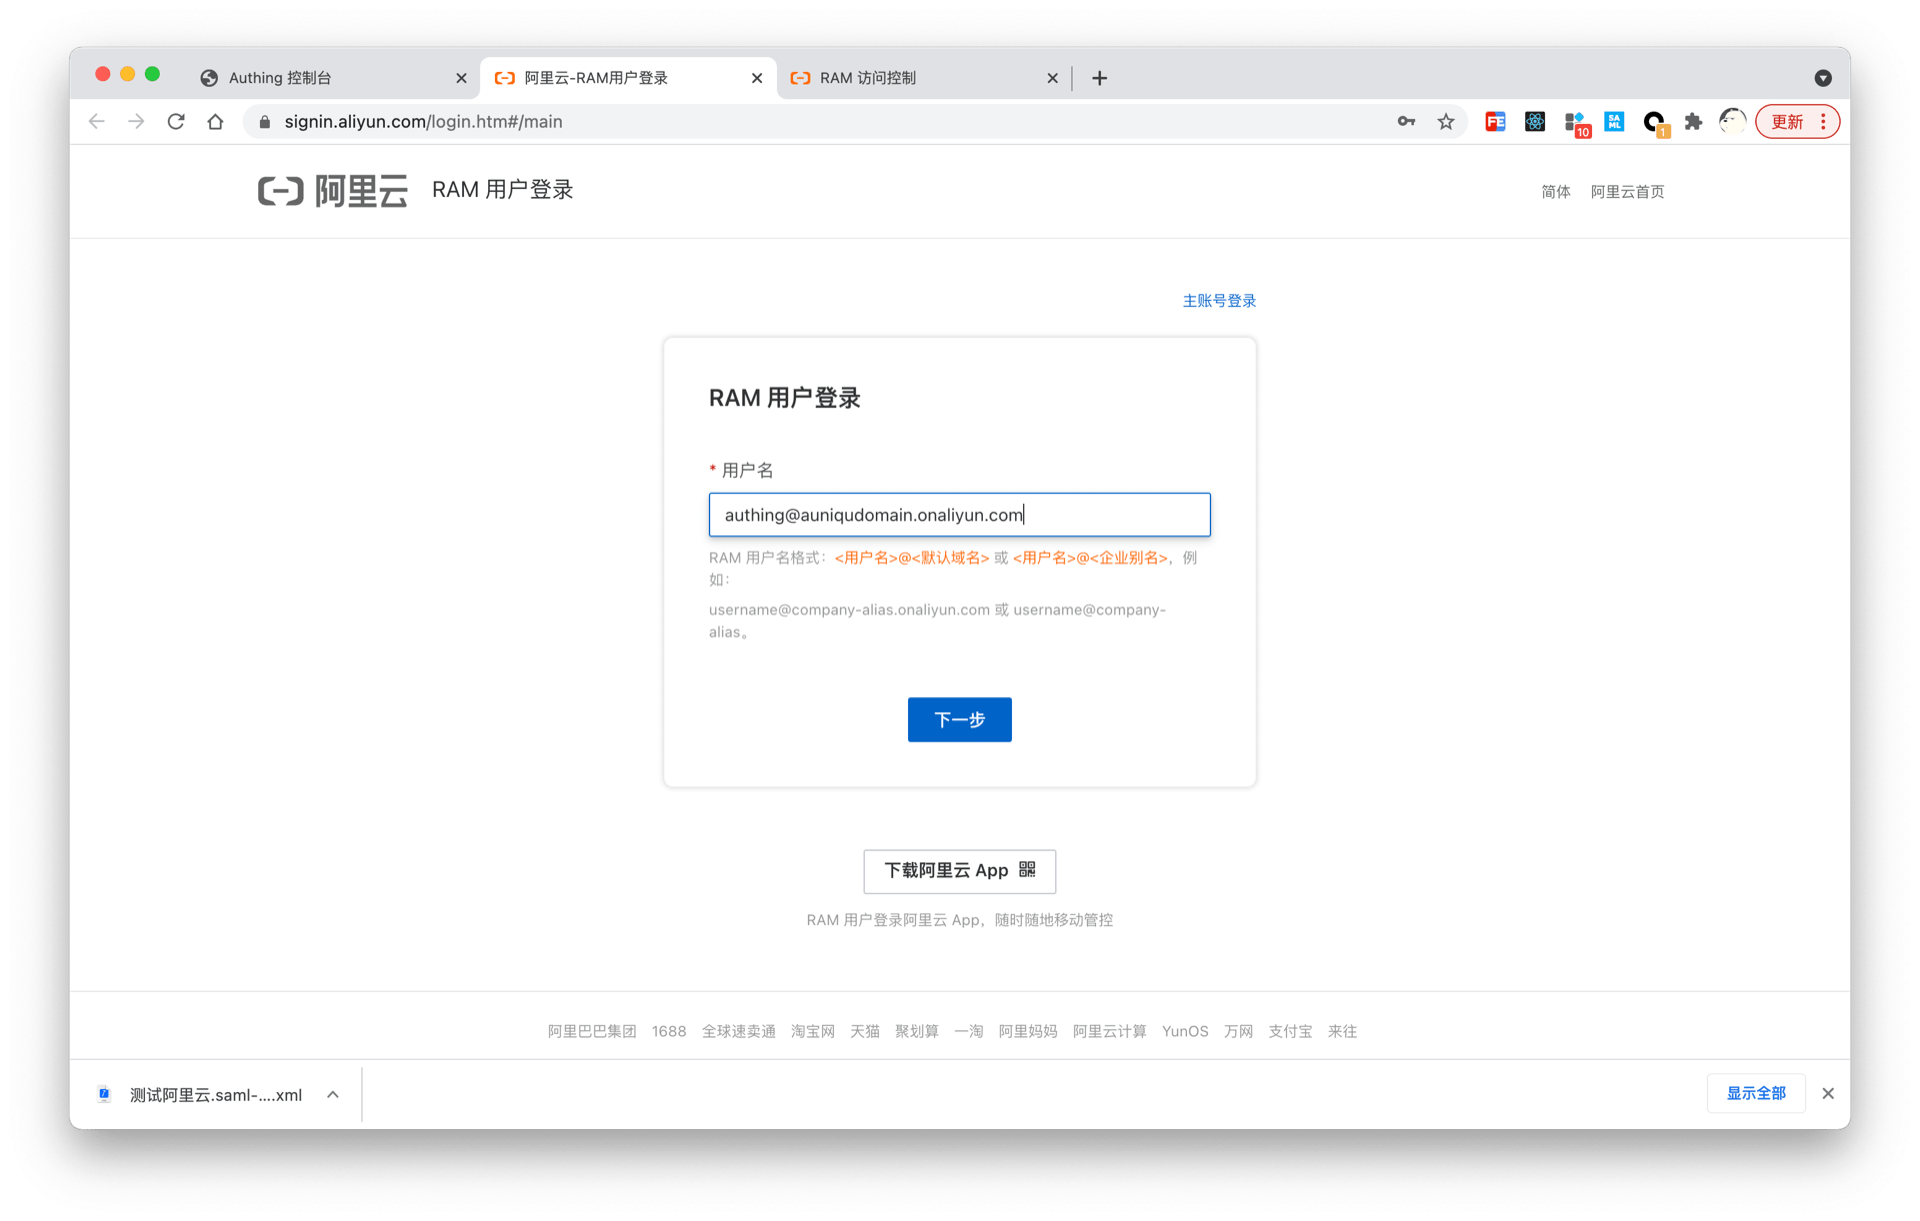 Authing 控制台
阿里云-RAM用户登录
RAM 访问控制
signin.aliyun.com/login.htm#/main
FE
10
SA
ML
1
更新
阿里云
RAM 用户登录
简体
阿里云首页
主账号登录
RAM 用户登录
* 用户名
authing@auniqudomain.onaliyun.com
RAM 用户名格式：<用户名>@<默认域名> 或 <用户名>@<企业别名>，例
如：
username@company-alias.onaliyun.com 或 username@company-
alias。
下一步
下载阿里云 App
RAM 用户登录阿里云 App，随时随地移动管控
阿里巴巴集团 1688 全球速卖通 淘宝网 天猫 聚划算 一淘 阿里妈妈 阿里云计算 YunOS 万网 支付宝 来往
测试阿里云.saml-....xml
显示全部